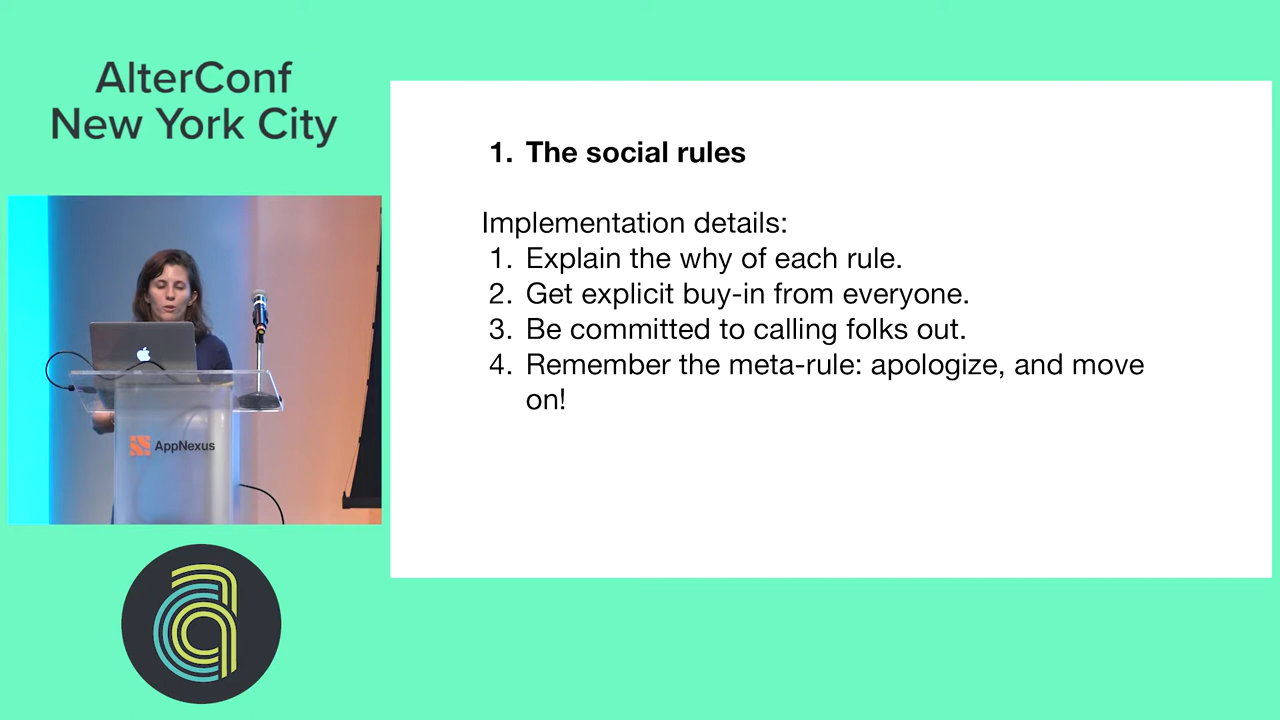 AlterConf
New York City
1. The social rules
Implementation details:
1. Explain the why of each rule.
2. Get explicit buy-in from everyone.
3. Be committed to calling folks out.
4. Remember the meta-rule: apologize, and move
on!
AppNexus